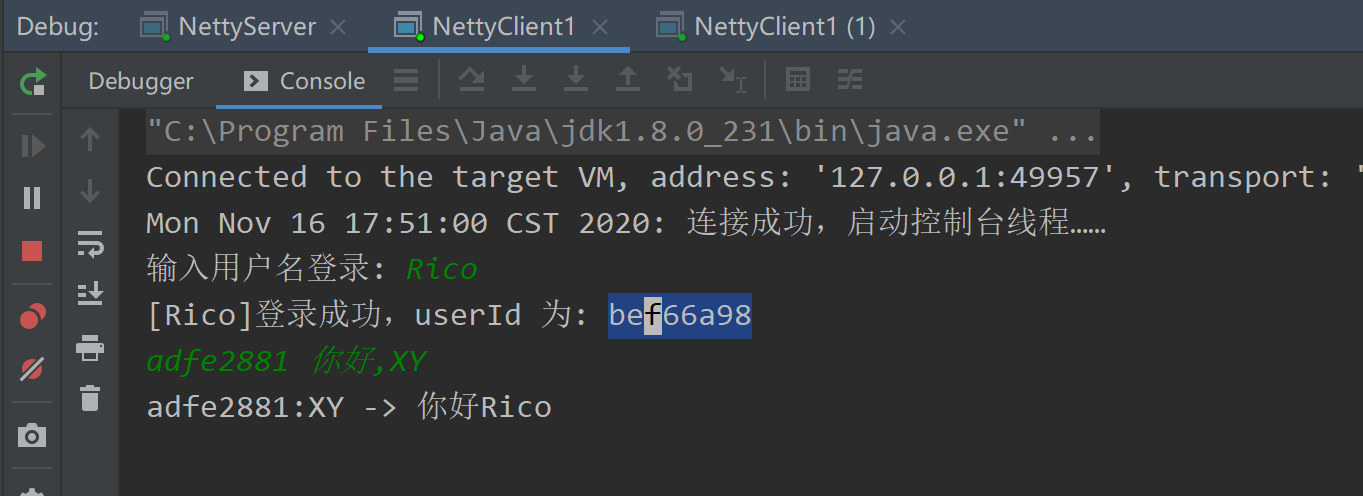 Debug: NettyServer NettyClient1 NettyClient1 (1)
Debugger Console
"C:\Program Files\Java\jdk1.8.0_231\bin\java.exe" ...
Connected to the target VM, address: '127.0.0.1:49957', transport: '
Mon Nov 16 17:51:00 CST 2020: 连接成功，启动控制台线程……
输入用户名登录: Rico
[Rico]登录成功，userId 为: bef66a98
adfe2881 你好,XY
adfe2881:XY -> 你好Rico